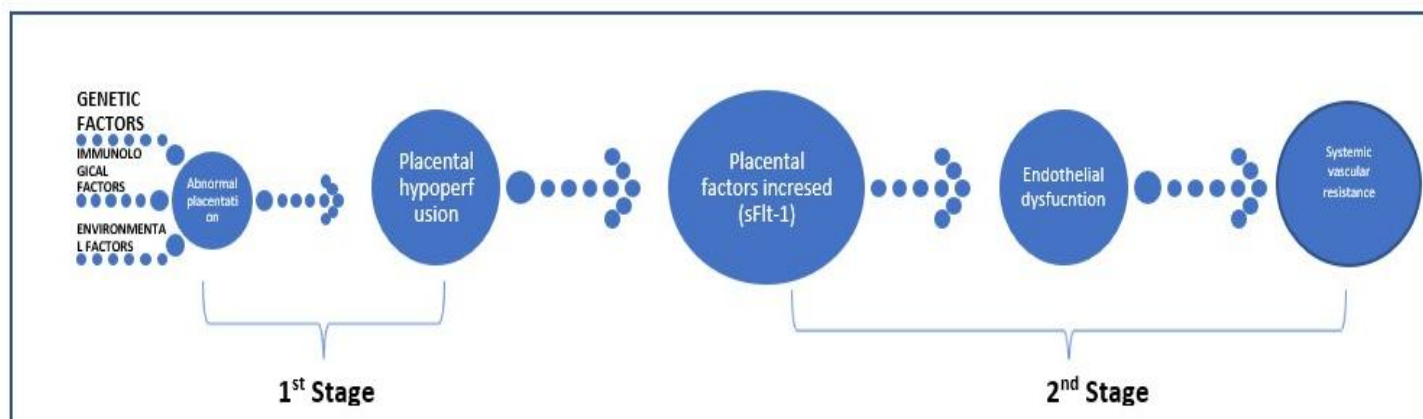 GENETIC
FACTORS
IMMUNOLO
GICAL
FACTORS
ENVIRONMENTA
L FACTORS
Abnormal
placentati
on
Placental
hypoperf
usion
Placental
factors incresed
(sFlt-1)
Endothelial
dysfucntion
Systemic
vascular
resistance
1st Stage
2nd Stage